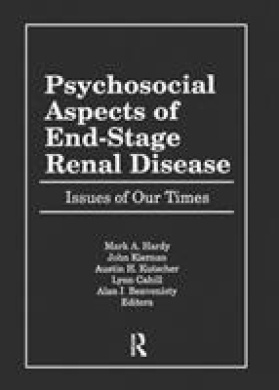 Psychosocial
Aspects of
End-Stage
Renal Disease
Issues of Our Times
Mark A. Hardy
John Kiernan
Austin H. Kutscher
Lynn Cahill
Alan I. Benvenisty
Editors
R